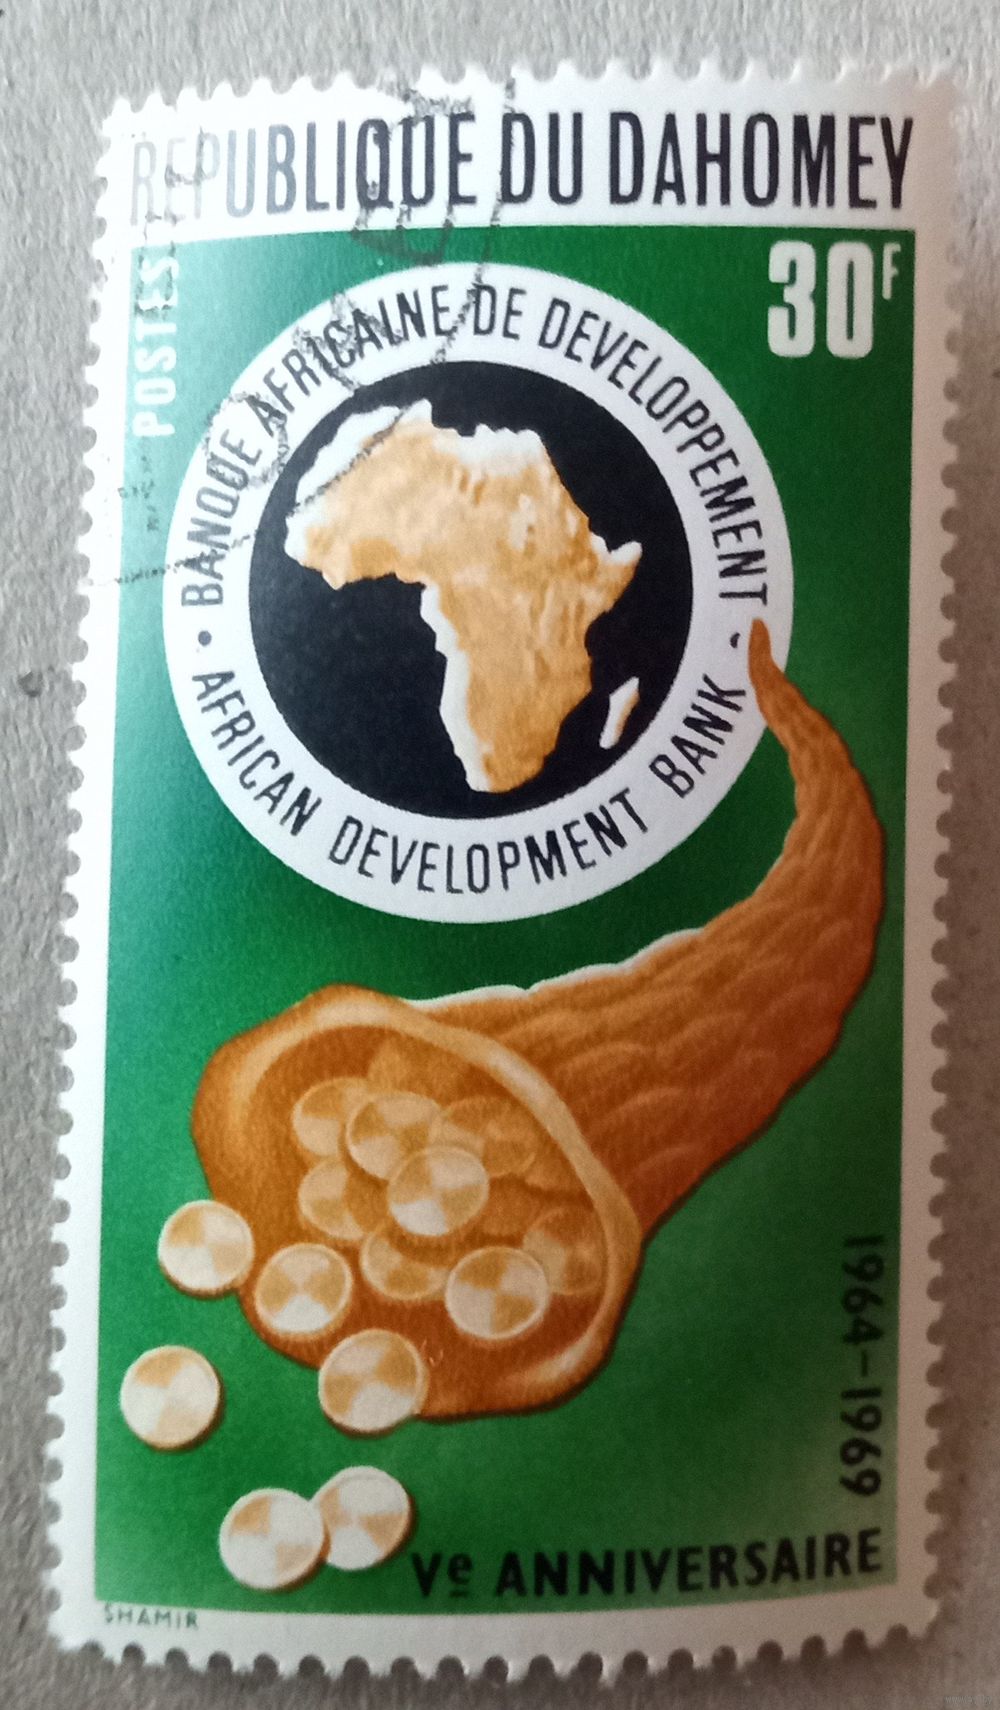 REPUBLIQUE DU DAHOMEY
POSTES
30F
• BANQUE AFRICAINE DE DEVELOPPEMENT •
AFRICAN DEVELOPMENT BANK
1964-1969
Ve ANNIVERSAIRE
SHAMIR